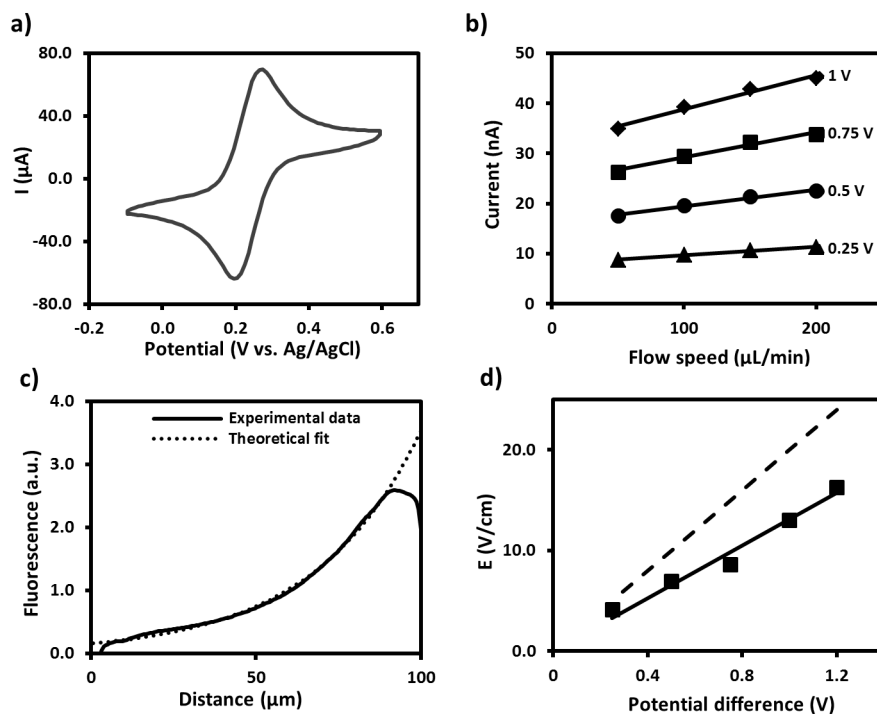 a)
80.0
40.0
0.0
-40.0
-80.0
I (µA)
-0.2 0.0 0.2 0.4 0.6
Potential (V vs. Ag/AgCl)
b)
50
40
30
20
10
0
Current (nA)
1 V
0.75 V
0.5 V
0.25 V
0 100 200
Flow speed (µL/min)
c)
4.0
3.0
2.0
1.0
0.0
Fluorescence (a.u.)
Experimental data
Theoretical fit
0 50 100
Distance (µm)
d)
20.0
10.0
0.0
E (V/cm)
0 0.4 0.8 1.2
Potential difference (V)